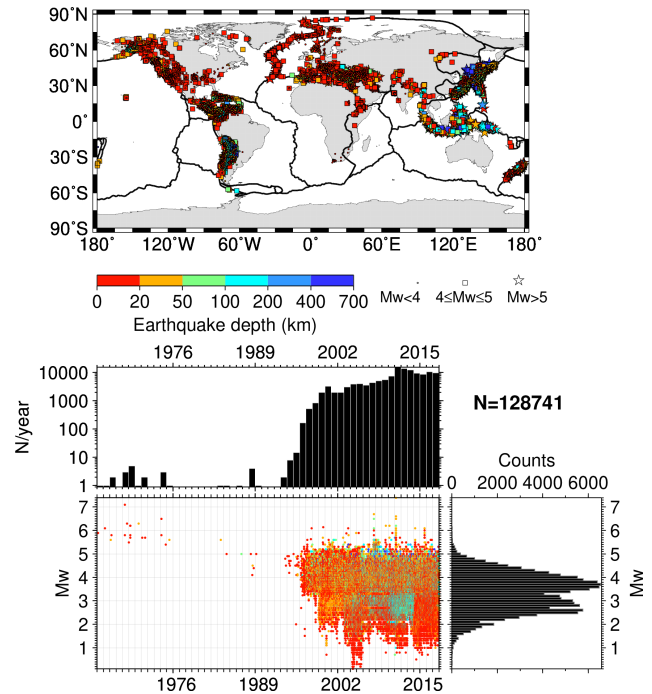 90˚N
60˚N
30˚N
0˚
30˚S
60˚S
90˚S
180˚ 120˚W 60˚W 0˚ 60˚E 120˚E 180˚
0 20 50 100 200 400 700
Earthquake depth (km)
Mw<4 4≤Mw≤5 Mw>5
1976 1989 2002 2015
10000
1000
100
10
1
N/year
N=128741
Counts
0 2000 4000 6000
7
6
5
4
3
2
1
Mw
7
6
5
4
3
2
1
Mw
1976 1989 2002 2015